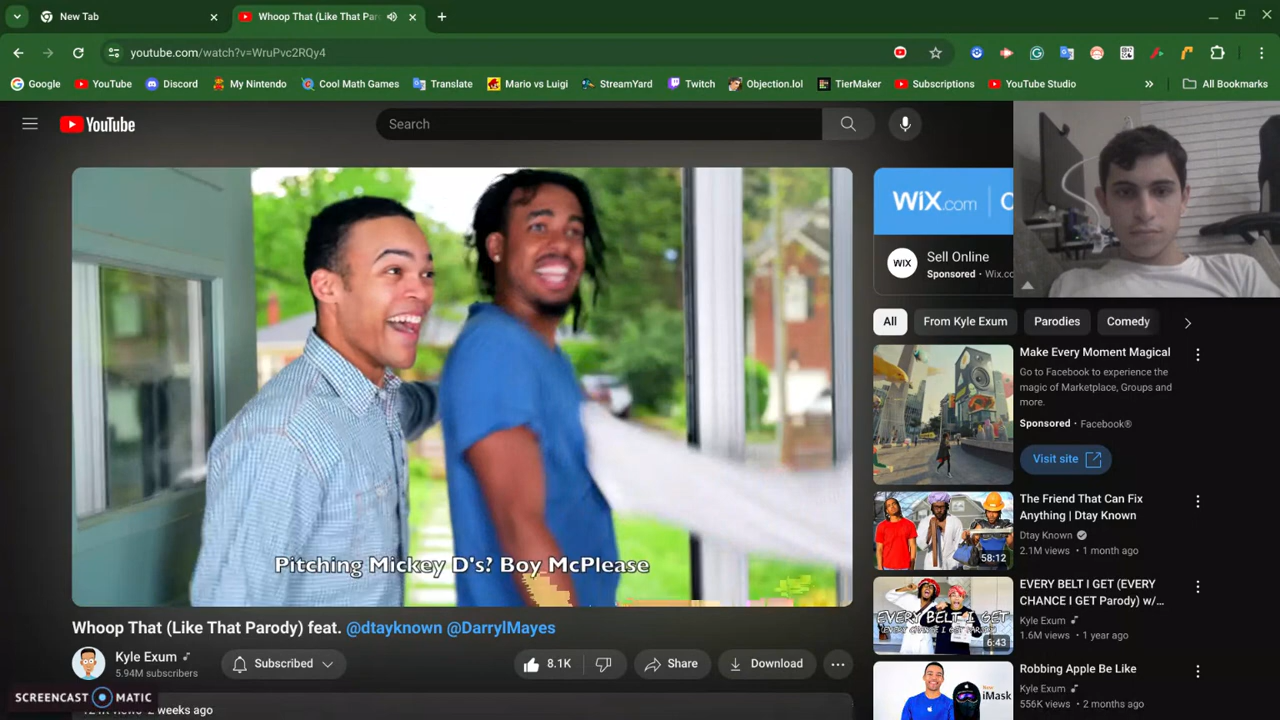 New Tab
Whoop That (Like That Par
youtube.com/watch?v=WruPvc2RQy4
Google
YouTube
Discord
My Nintendo
Cool Math Games
Translate
Mario vs Luigi
StreamYard
Twitch
Objection.lol
TierMaker
Subscriptions
YouTube Studio
»
All Bookmarks
YouTube
Search
Pitching Mickey D's? Boy McPlease
Whoop That (Like That Parody) feat. @dtayknown @DarrylMayes
Kyle Exum
5.94M subscribers
Subscribed
8.1K
Share
Download
2 weeks ago
SCREENCAST MATIC
WiX.com
WIX
Sell Online
Sponsored · Wix.co
All
From Kyle Exum
Parodies
Comedy
Make Every Moment Magical
Go to Facebook to experience the
magic of Marketplace, Groups and
more.
Sponsored · Facebook®
Visit site
The Friend That Can Fix
Anything | Dtay Known
Dtay Known
2.1M views • 1 month ago
58:12
EVERY BELT I GET (EVERY
CHANCE I GET Parody) w/...
Kyle Exum
1.6M views • 1 year ago
EVERY BELT I GET
6:43
Robbing Apple Be Like
Kyle Exum
556K views • 2 months ago
iMask